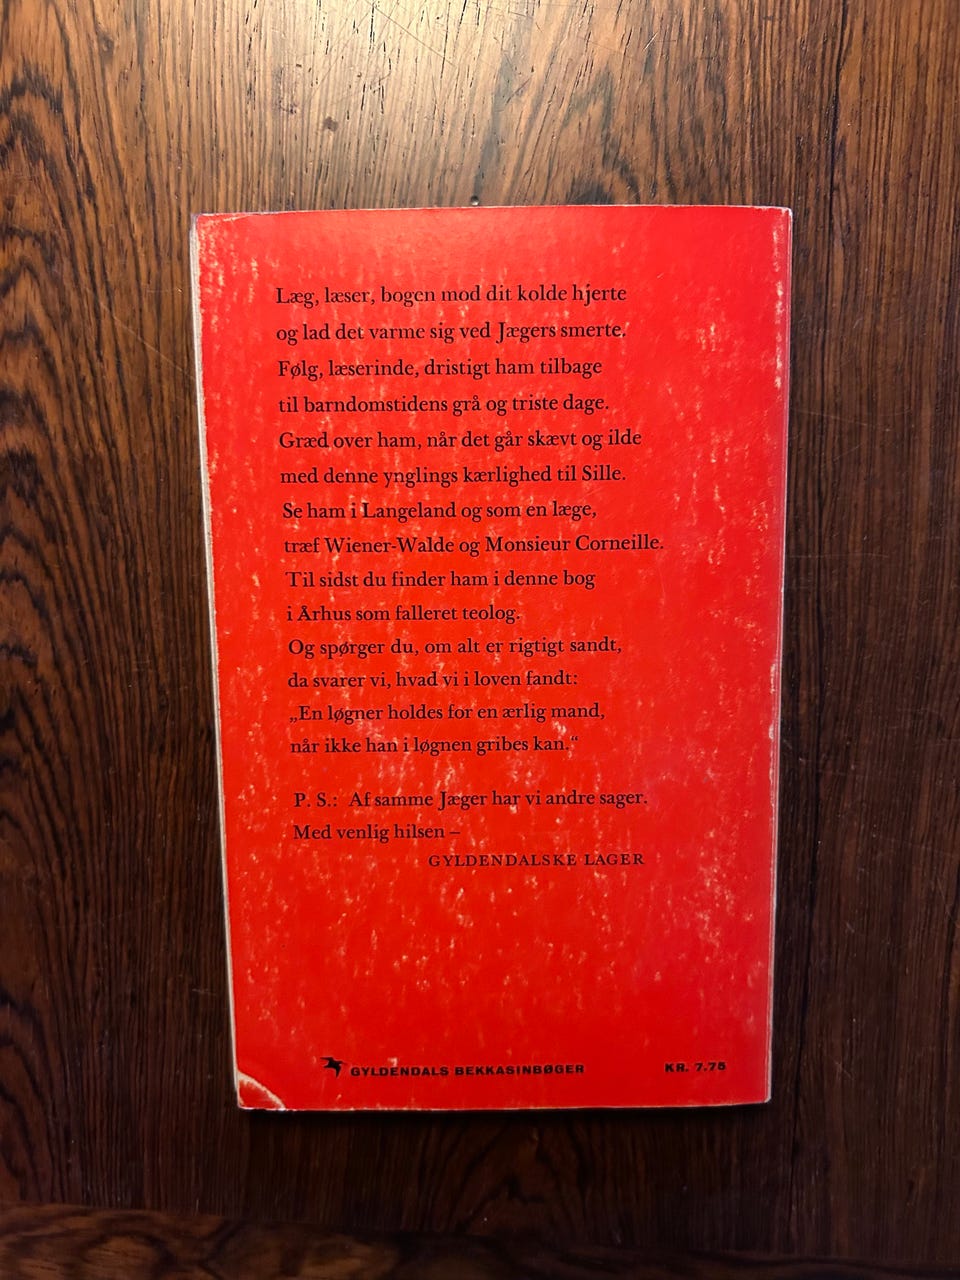 Læg, læser, bogen mod dit kolde hjerte
og lad det varme sig ved Jægers smerte.
Følg, læserinde, dristigt ham tilbage
til barndomstidens grå og triste dage.
Græd over ham, når det går skævt og ilde
med denne ynglings kærlighed til Sille.
Se ham i Langeland og som en læge,
træf Wiener-Walde og Monsieur Corneille.
Til sidst du finder ham i denne bog
i Århus som falleret teolog.
Og spørger du, om alt er rigtigt sandt,
da svarer vi, hvad vi i loven fandt:
„En løgner holdes for en ærlig mand,
når ikke han i løgnen gribes kan.“
P. S.: Af samme Jæger har vi andre sager.
Med venlig hilsen –
GYLDENDALSKE LAGER
GYLDENDALS BEKKASINBØGER KR. 7.75